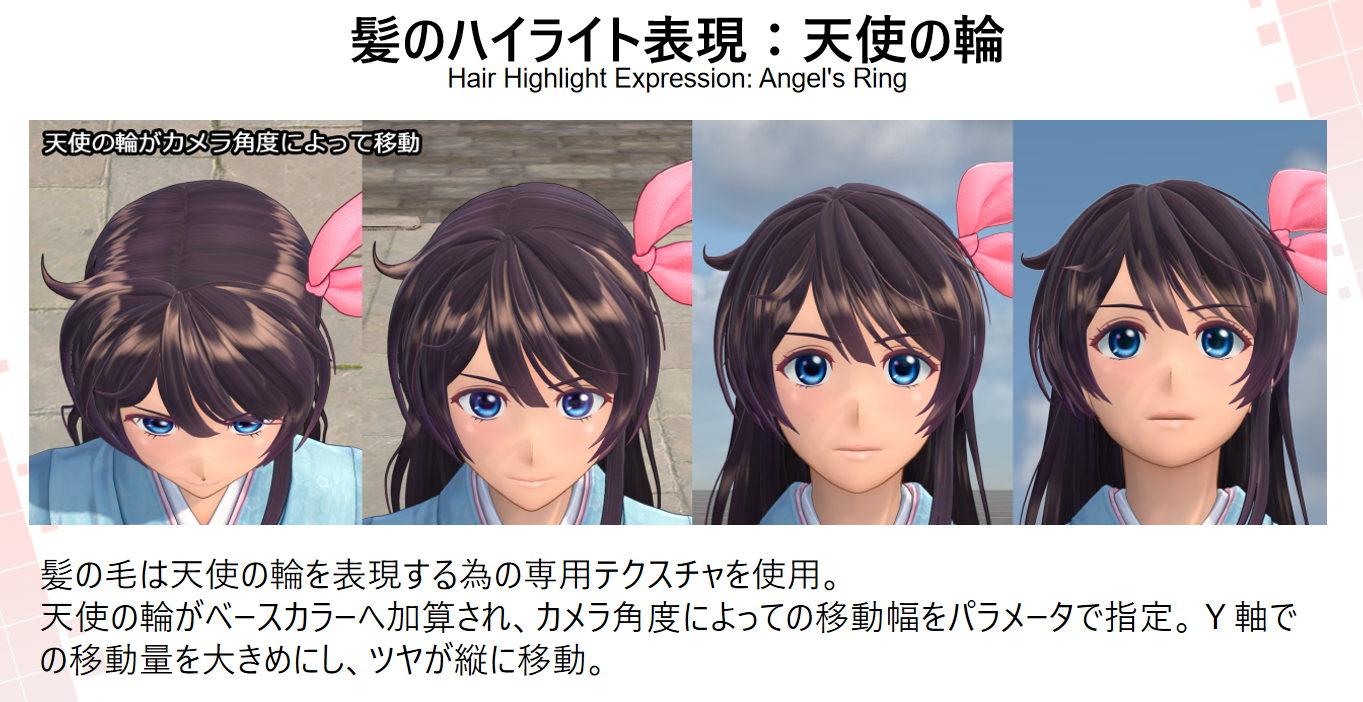 髪のハイライト表現：天使の輪
Hair Highlight Expression: Angel's Ring
天使の輪がカメラ角度によって移動
髪の毛は天使の輪を表現する為の専用テクスチャを使用。
天使の輪がベースカラーへ加算され、カメラ角度によっての移動幅をパラメータで指定。Y 軸で
の移動量を大きめにし、ツヤが縦に移動。